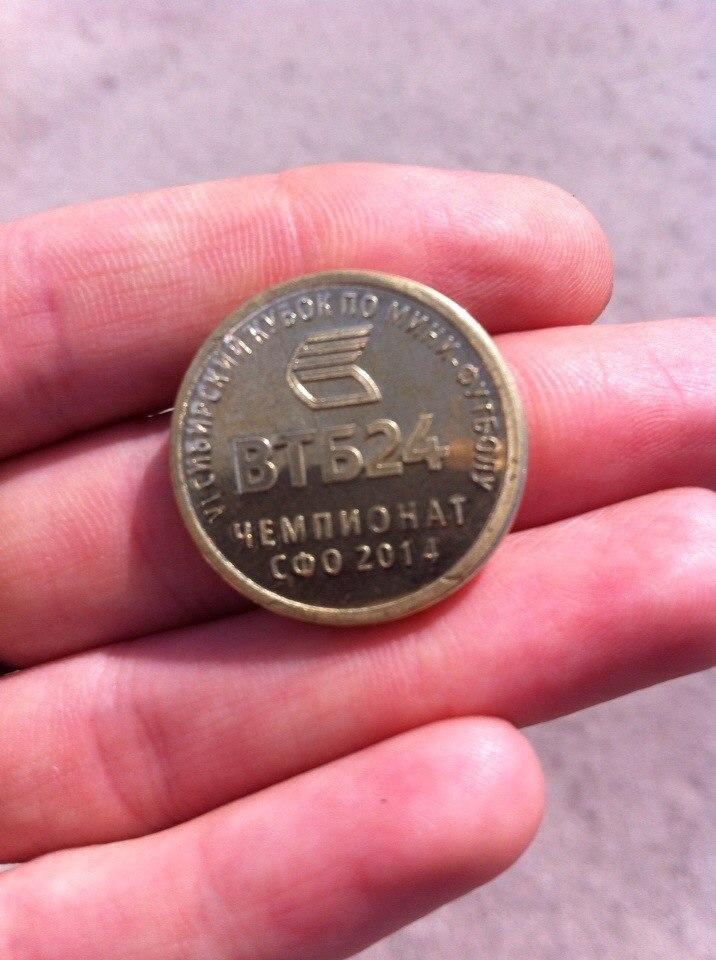 VI СИБИРСКИЙ КУБОК ПО МИНИ-ФУТБОЛУ
ВТБ24
ЧЕМПИОНАТ
СФО 2014